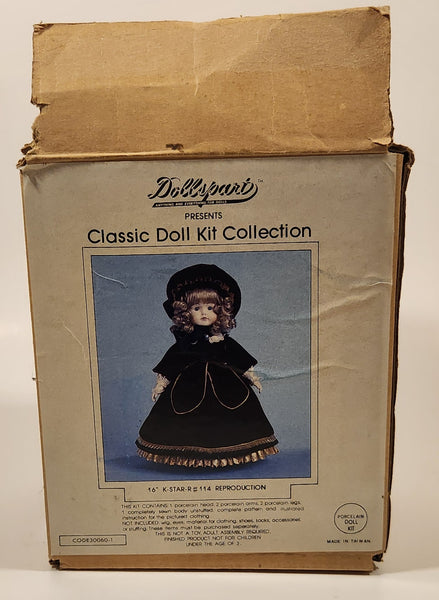 Dollspart™
ANYTHING AND EVERYTHING FOR DOLLS
PRESENTS
Classic Doll Kit Collection
16" K-STAR-R # 114 REPRODUCTION
THIS KIT CONTAINS 1 porcelain head, 2 porcelain arms, 2 porcelain legs,
1 completely sewn body unstuffed, complete pattern and illustrated
instruction for the pictured clothing.
NOT INCLUDED: wig, eyes, material for clothing, shoes, socks, accessories
or stuffing. These items must be purchased separately.
THIS IS NOT A TOY, ADULT ASSEMBLY REQUIRED.
FINISHED PRODUCT NOT FOR CHILDREN
UNDER THE AGE OF 3.
CODE30060-1
PORCELAIN
DOLL
KIT
MADE IN TAIWAN